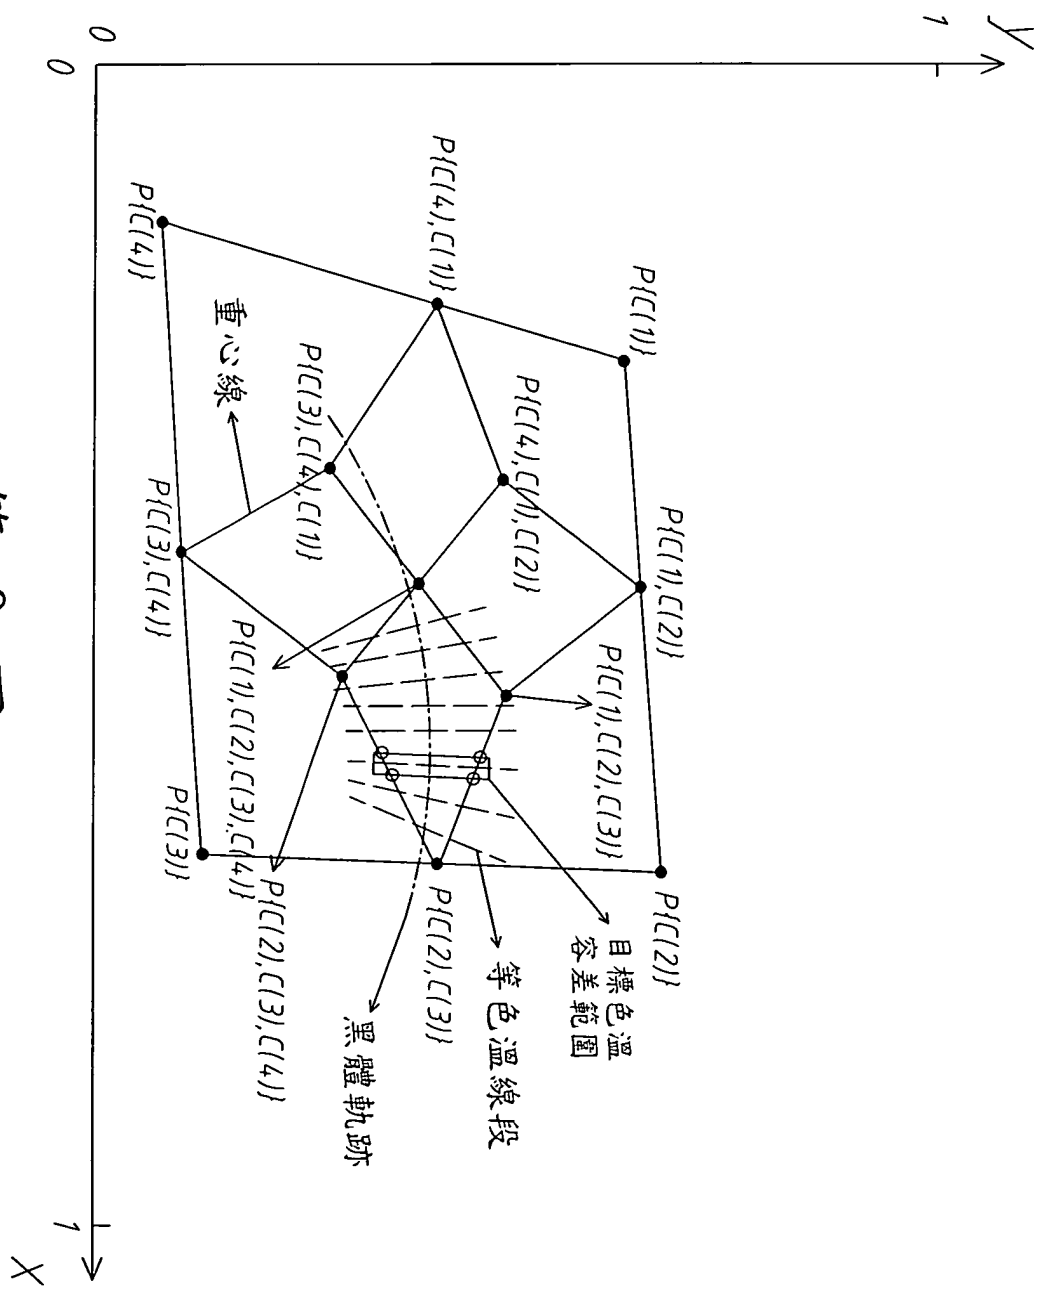 y
1
0
0
P{C(1)}
P{C(1),C(2)}
P{C(2)}
P{C(4),C(1)}
P{C(4),C(1),C(2)}
P{C(1),C(2),C(3)}
目標色溫
容差範圍
P{C(3),C(4),C(1)}
P{C(2),C(3)}
等色溫線段
重心線
P{C(1),C(2),C(3),C(4)}
P{C(2),C(3),C(4)}
黑體軌跡
P{C(4)}
P{C(3),C(4)}
P{C(3)}
1
X